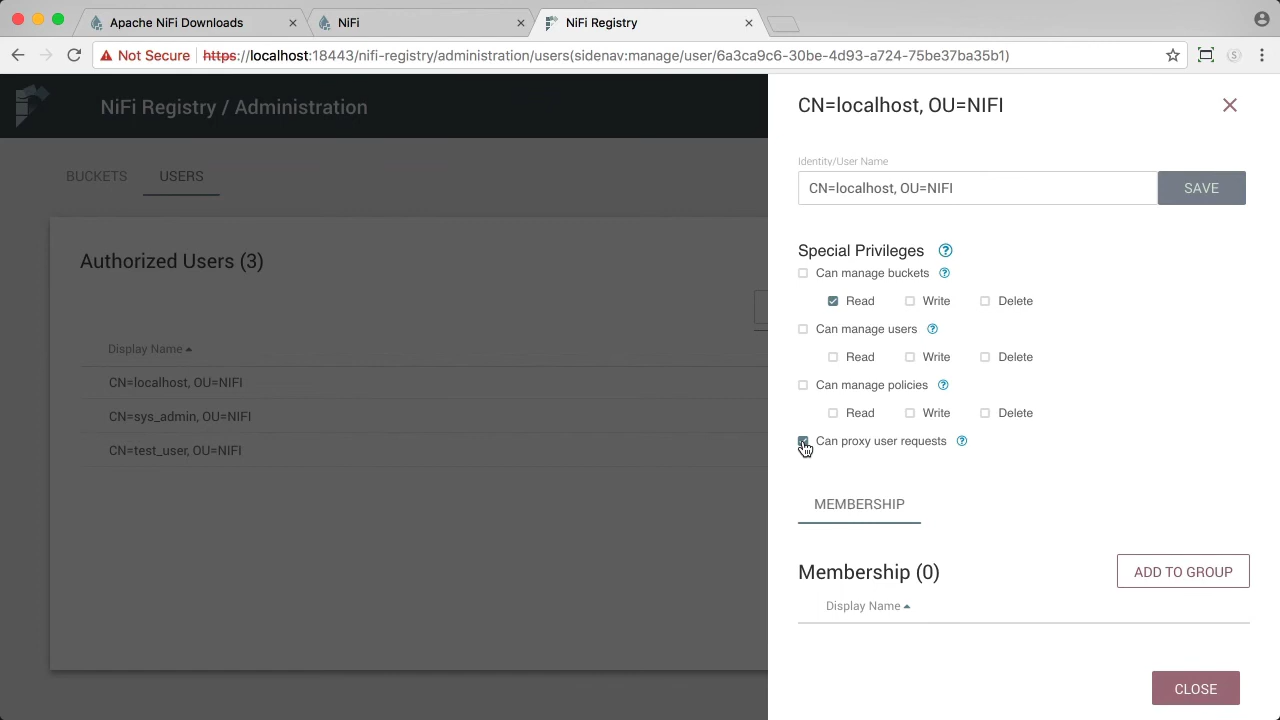 Apache NiFi Downloads
NiFi
NiFi Registry
Not Secure https://localhost:18443/nifi-registry/administration/users(sidenav:manage/user/6a3ca9c6-30be-4d93-a724-75be37ba35b1)
NiFi Registry / Administration
BUCKETS
USERS
Authorized Users (3)
Display Name
CN=localhost, OU=NIFI
CN=sys_admin, OU=NIFI
CN=test_user, OU=NIFI
CN=localhost, OU=NIFI
Identity/User Name
CN=localhost, OU=NIFI
SAVE
Special Privileges ?
Can manage buckets ?
Read Write Delete
Can manage users ?
Read Write Delete
Can manage policies ?
Read Write Delete
Can proxy user requests ?
MEMBERSHIP
Membership (0)
ADD TO GROUP
Display Name
CLOSE